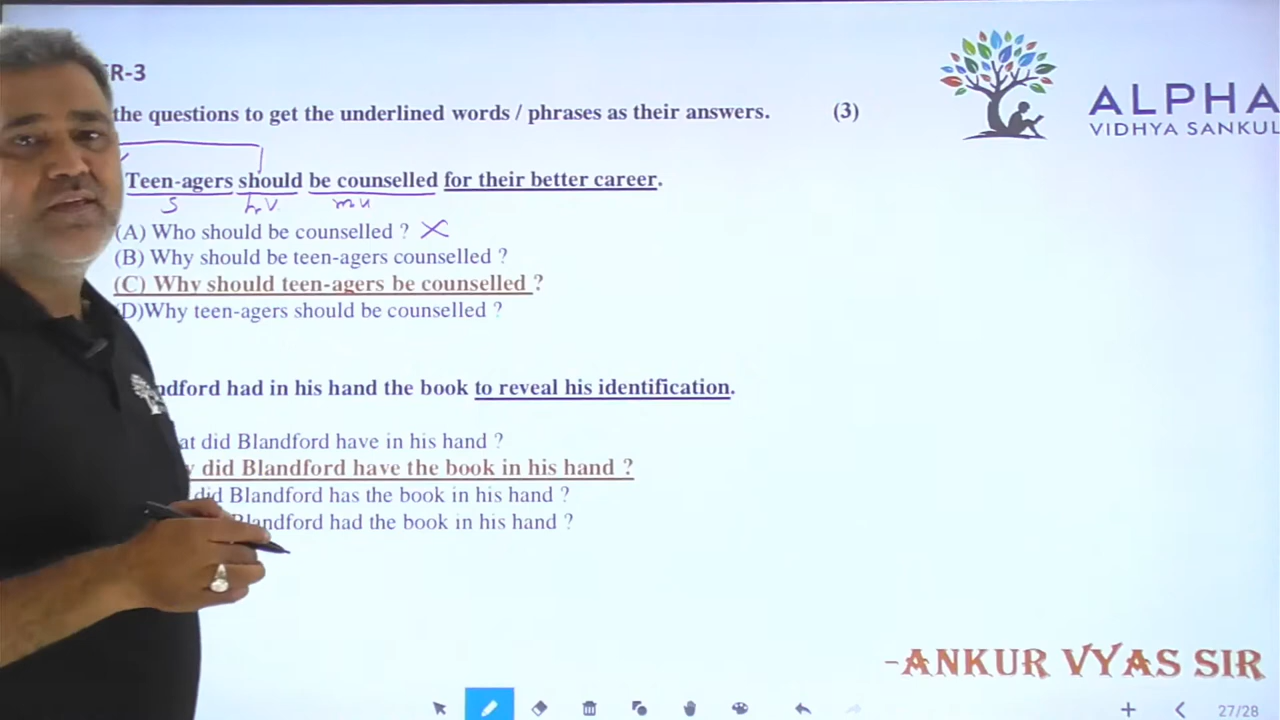 R-3
the questions to get the underlined words / phrases as their answers. (3)
ALPHA
VIDHYA SANKUL
Teen-agers should be counselled for their better career.
S hv mv
(A) Who should be counselled ?
(B) Why should be teen-agers counselled ?
(C) Why should teen-agers be counselled ?
D)Why teen-agers should be counselled ?
ndford had in his hand the book to reveal his identification.
at did Blandford have in his hand ?
y did Blandford have the book in his hand ?
did Blandford has the book in his hand ?
Blandford had the book in his hand ?
-ANKUR VYAS SIR
27/28